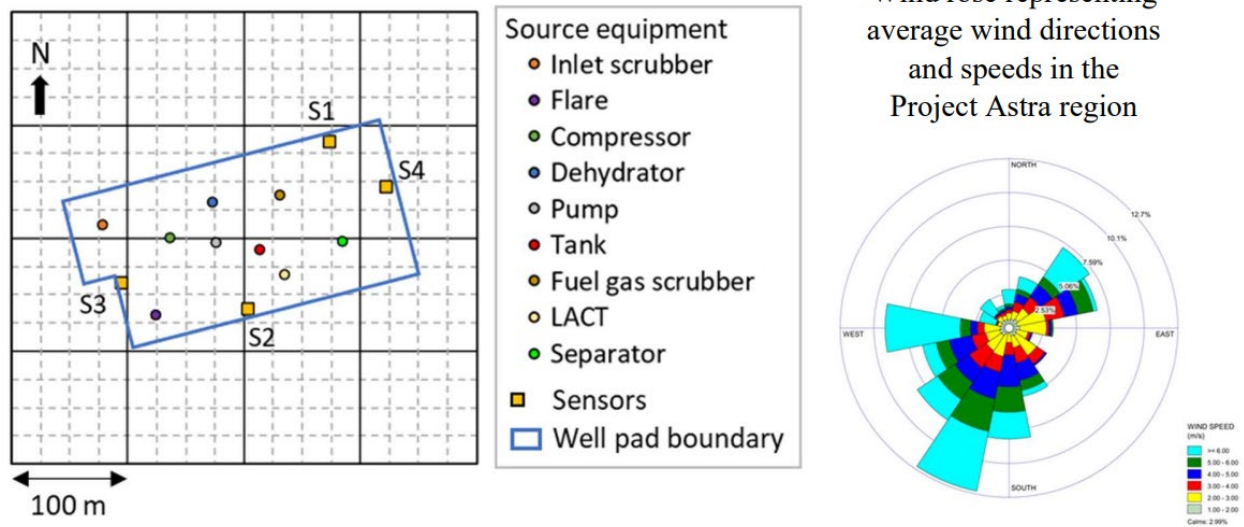 N
S1
S4
S3
S2
100 m
Source equipment
Inlet scrubber
Flare
Compressor
Dehydrator
Pump
Tank
Fuel gas scrubber
LACT
Separator
Sensors
Well pad boundary
Wind rose representing
average wind directions
and speeds in the
Project Astra region
NORTH
12.7%
10.1%
7.59%
5.06%
2.53%
WEST
EAST
SOUTH
WIND SPEED
(m/s)
>= 6.00
5.00 - 6.00
4.00 - 5.00
3.00 - 4.00
2.00 - 3.00
1.00 - 2.00
Calms: 2.99%